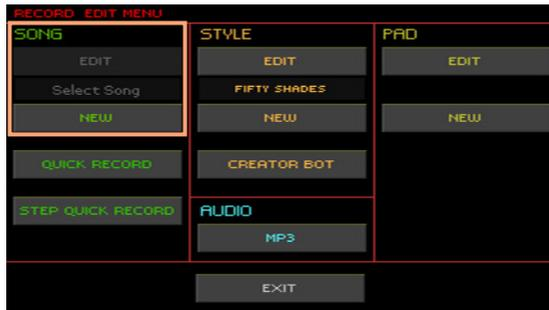 RECORD EDIT MENU
SONG
EDIT
Select Song
NEW
QUICK RECORD
STEP QUICK RECORD
STYLE
EDIT
FIFTY SHADES
NEW
CREATOR BOT
AUDIO
MP3
PAD
EDIT
NEW
EXIT